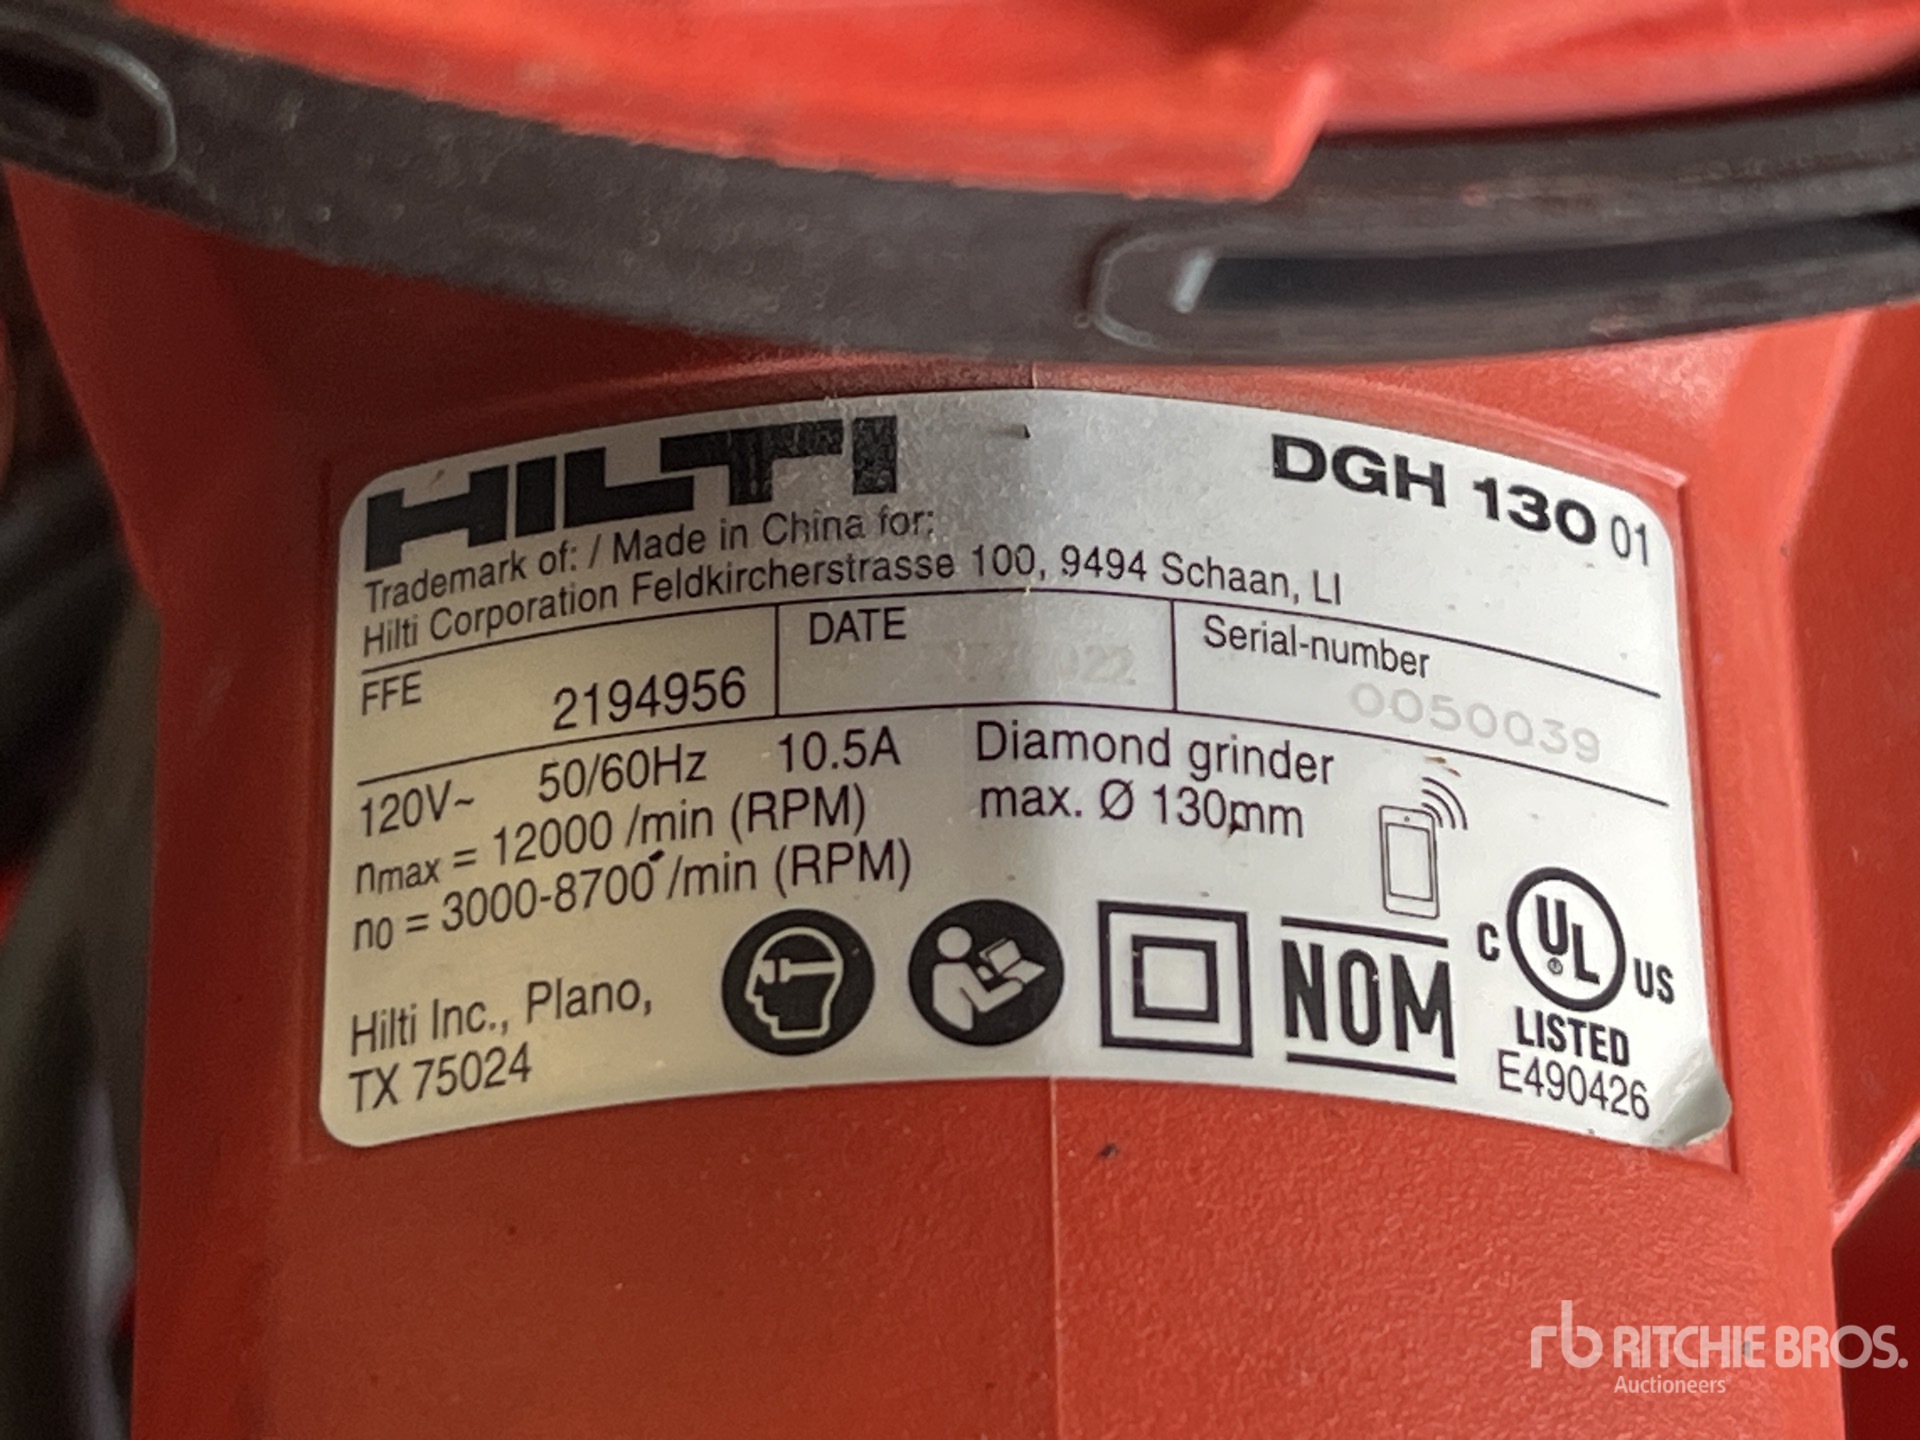 HILTI
DGH 130 01
Trademark of: / Made in China for:
Hilti Corporation Feldkircherstrasse 100, 9494 Schaan, LI
FFE 2194956
DATE
Serial-number
0050039
120V~ 50/60Hz 10.5A
nmax = 12000 /min (RPM)
n0 = 3000-8700 /min (RPM)
Diamond grinder
max. Ø 130mm
Hilti Inc., Plano,
TX 75024
NOM
C UL ® US
LISTED
E490426
rb RITCHIE BROS.
Auctioneers